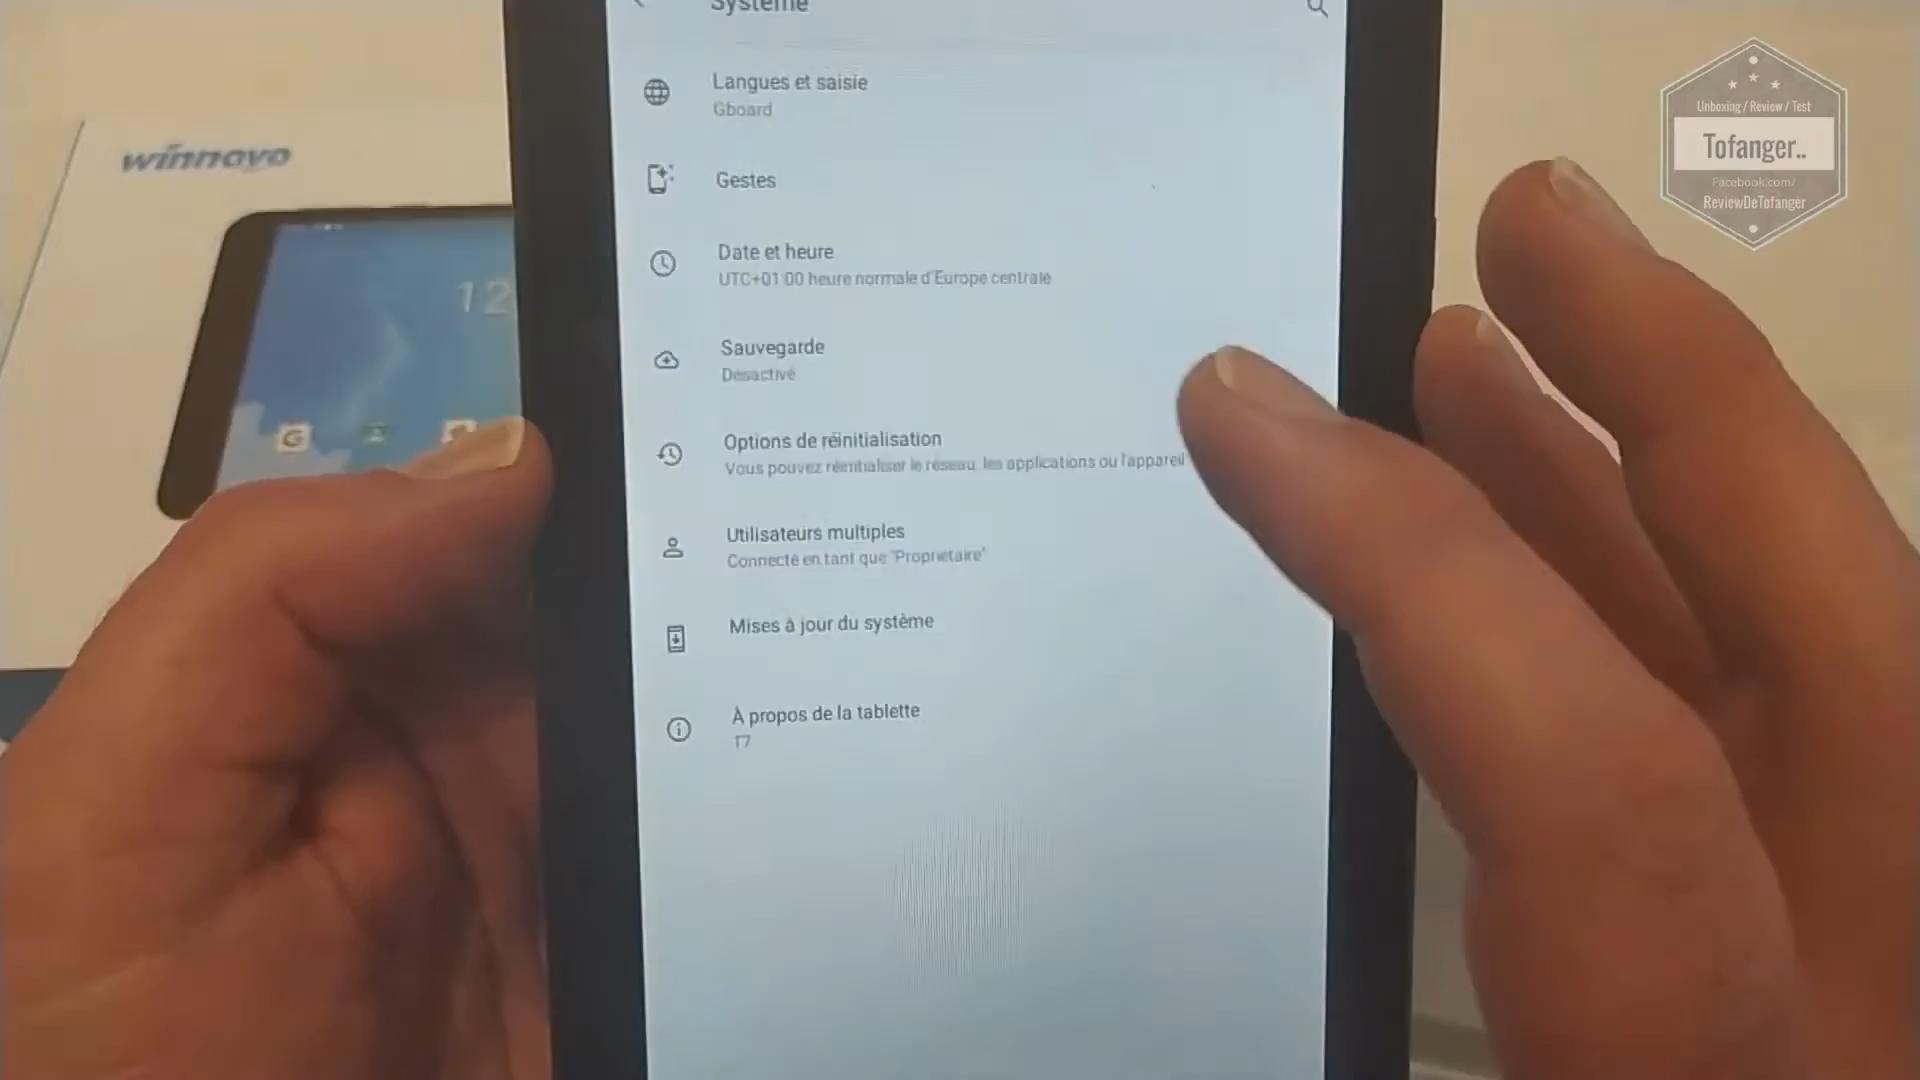 Système
Langues et saisie
Gboard
Gestes
Date et heure
UTC+01:00 heure normale d'Europe centrale
Sauvegarde
Désactivé
Options de réinitialisation
Vous pouvez réinitialiser le réseau, les applications ou l'appareil
Utilisateurs multiples
Connecté en tant que "Propriétaire"
Mises à jour du système
À propos de la tablette
T7
winnovo
12
G
Unboxing / Review / Test
Tofanger..
Facebook.com/
ReviewDeTofanger